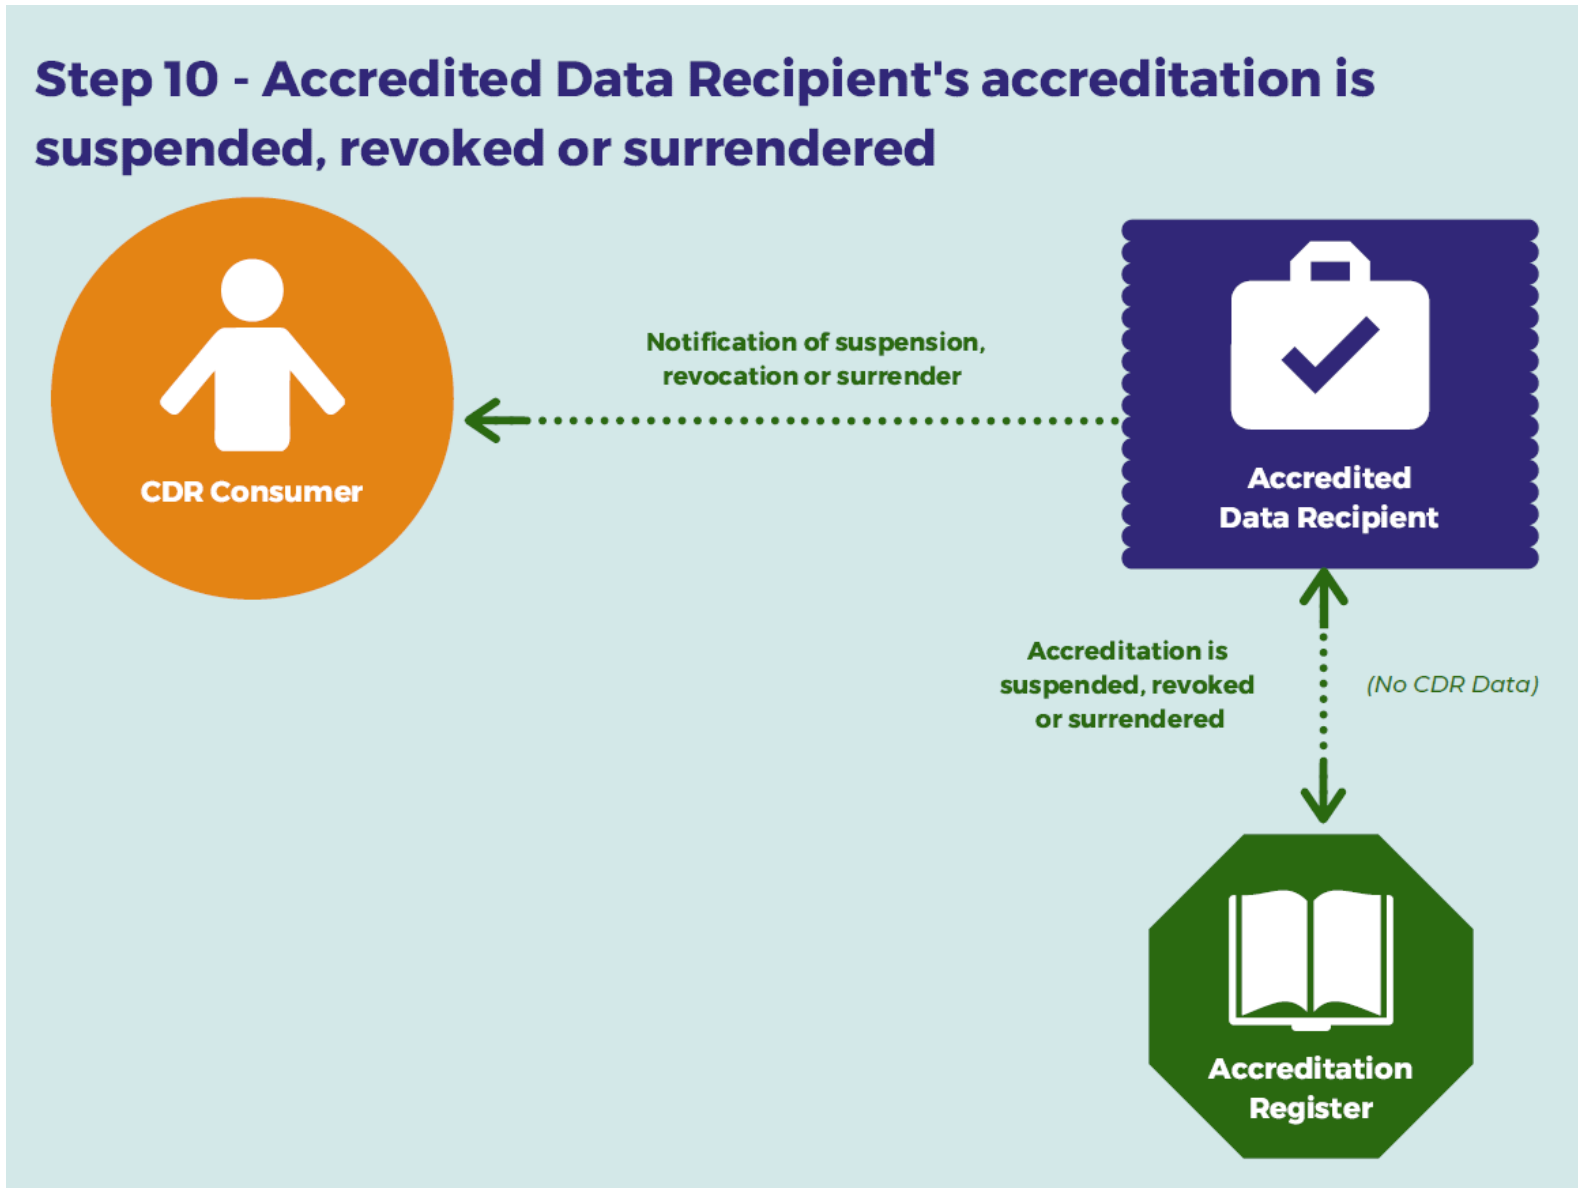 Step 10 - Accredited Data Recipient's accreditation is
suspended, revoked or surrendered
Notification of suspension,
revocation or surrender
CDR Consumer
Accredited
Data Recipient
Accreditation is
suspended, revoked
or surrendered
(No CDR Data)
Accreditation
Register